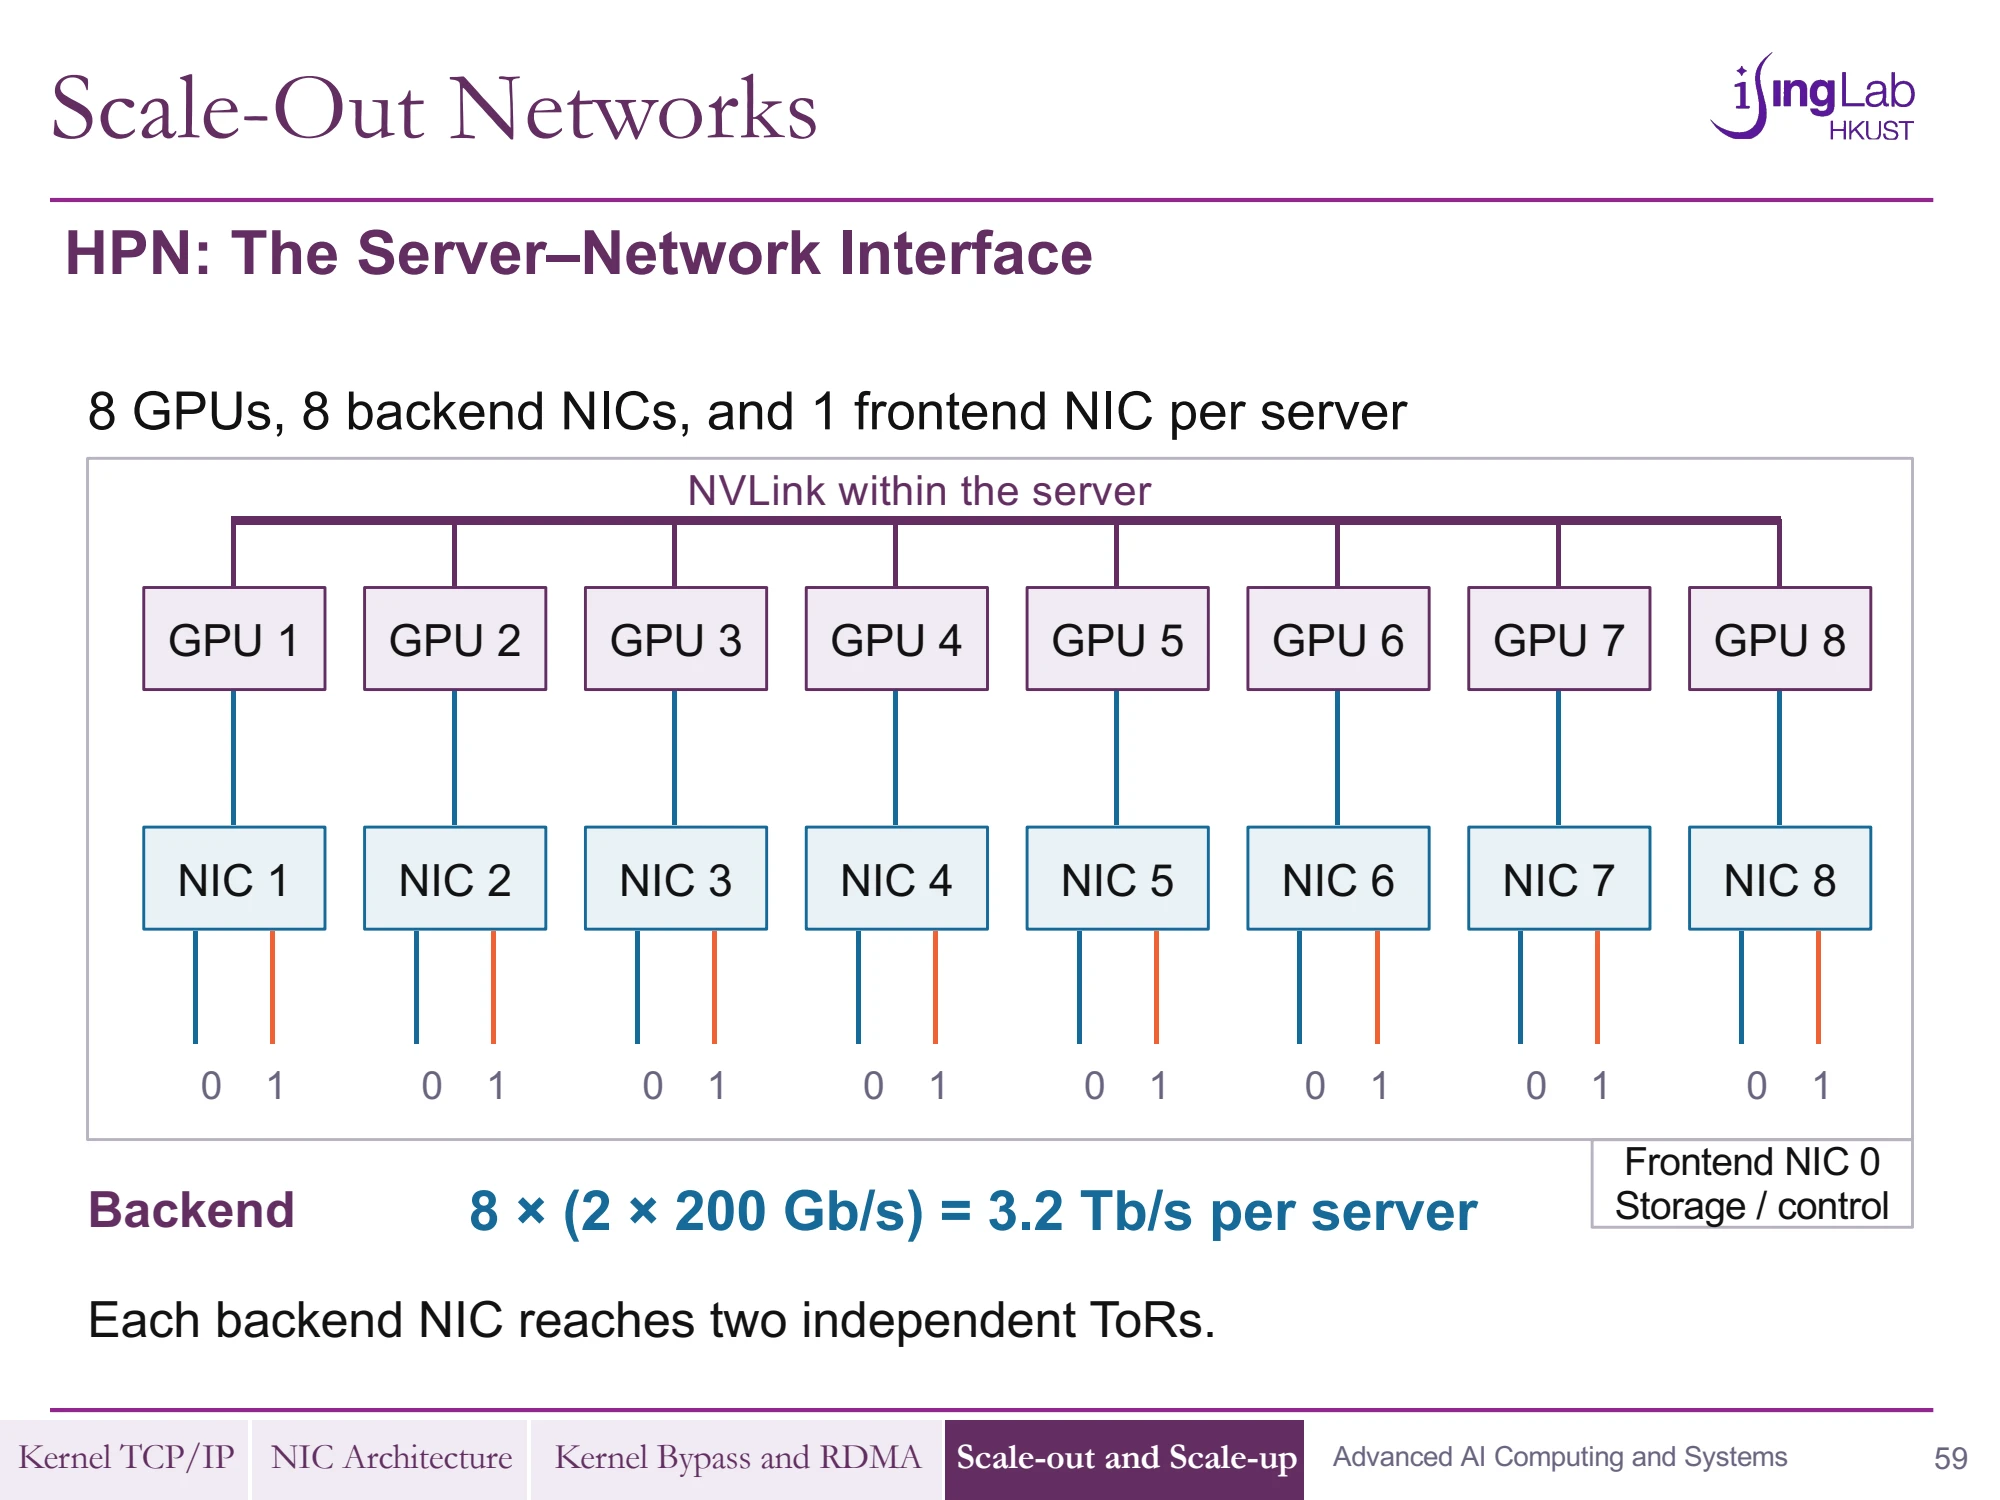 Scale-Out Networks
iSingLab
HKUST
HPN: The Server–Network Interface
8 GPUs, 8 backend NICs, and 1 frontend NIC per server
NVLink within the server
GPU 1 GPU 2 GPU 3 GPU 4 GPU 5 GPU 6 GPU 7 GPU 8
NIC 1 NIC 2 NIC 3 NIC 4 NIC 5 NIC 6 NIC 7 NIC 8
0 1 0 1 0 1 0 1 0 1 0 1 0 1 0 1
Frontend NIC 0
Storage / control
Backend 8 × (2 × 200 Gb/s) = 3.2 Tb/s per server
Each backend NIC reaches two independent ToRs.
Kernel TCP/IP NIC Architecture Kernel Bypass and RDMA Scale-out and Scale-up Advanced AI Computing and Systems 59